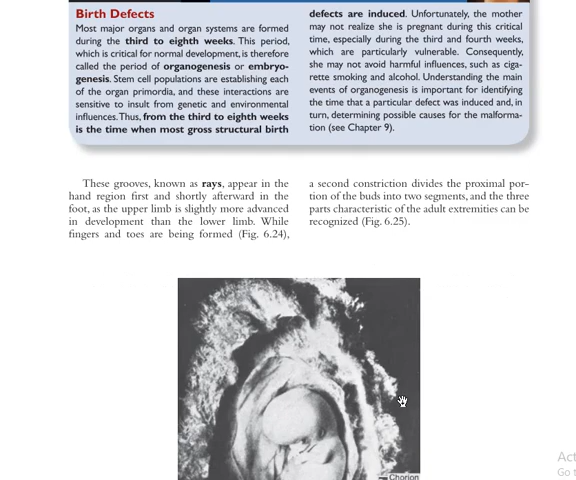 Birth Defects
Most major organs and organ systems are formed
during the third to eighth weeks. This period,
which is critical for normal development, is therefore
called the period of organogenesis or embryo-
genesis. Stem cell populations are establishing each
of the organ primordia, and these interactions are
sensitive to insult from genetic and environmental
influences. Thus, from the third to eighth weeks
is the time when most gross structural birth
defects are induced. Unfortunately, the mother
may not realize she is pregnant during this critical
time, especially during the third and fourth weeks,
which are particularly vulnerable. Consequently,
she may not avoid harmful influences, such as ciga-
rette smoking and alcohol. Understanding the main
events of organogenesis is important for identifying
the time that a particular defect was induced and, in
turn, determining possible causes for the malforma-
tion (see Chapter 9).
These grooves, known as rays, appear in the
hand region first and shortly afterward in the
foot, as the upper limb is slightly more advanced
in development than the lower limb. While
fingers and toes are being formed (Fig. 6.24),
a second constriction divides the proximal por-
tion of the buds into two segments, and the three
parts characteristic of the adult extremities can be
recognized (Fig. 6.25).
Chorion
Act
Go t